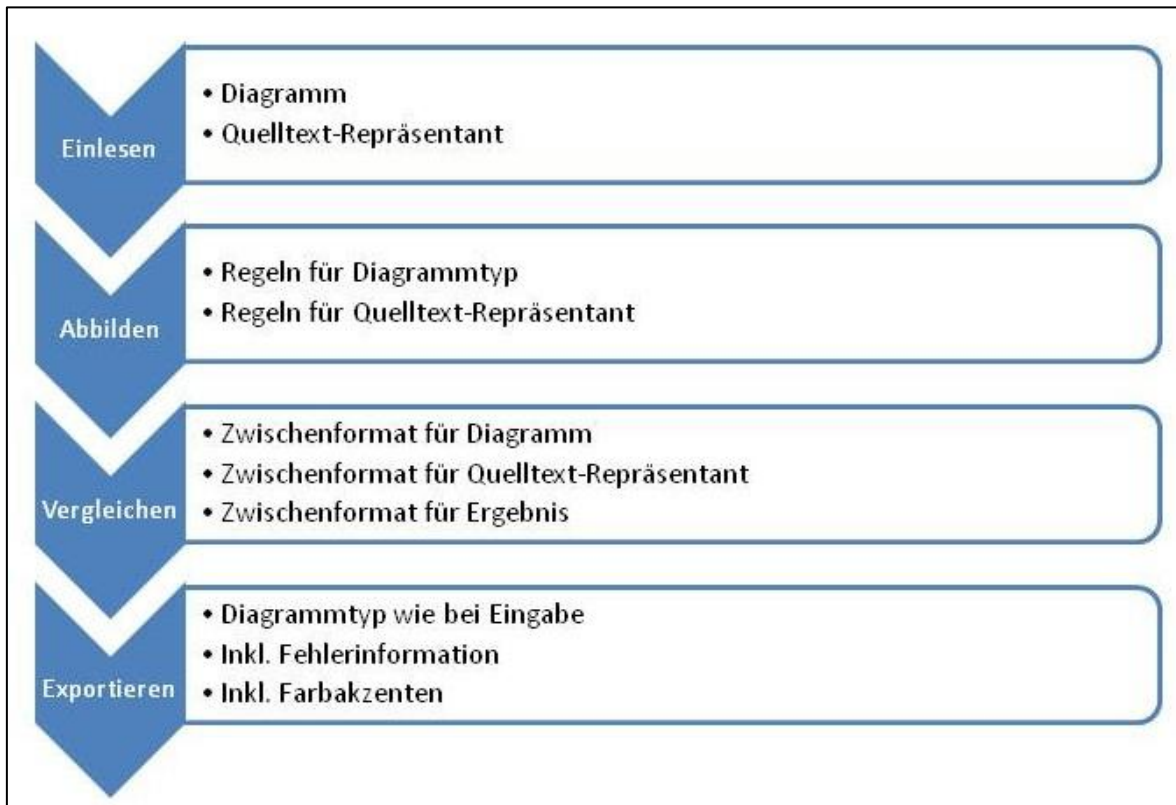 Einlesen
• Diagramm
• Quelltext-Repräsentant
Abbilden
• Regeln für Diagrammtyp
• Regeln für Quelltext-Repräsentant
Vergleichen
• Zwischenformat für Diagramm
• Zwischenformat für Quelltext-Repräsentant
• Zwischenformat für Ergebnis
Exportieren
• Diagrammtyp wie bei Eingabe
• Inkl. Fehlerinformation
• Inkl. Farbakzenten